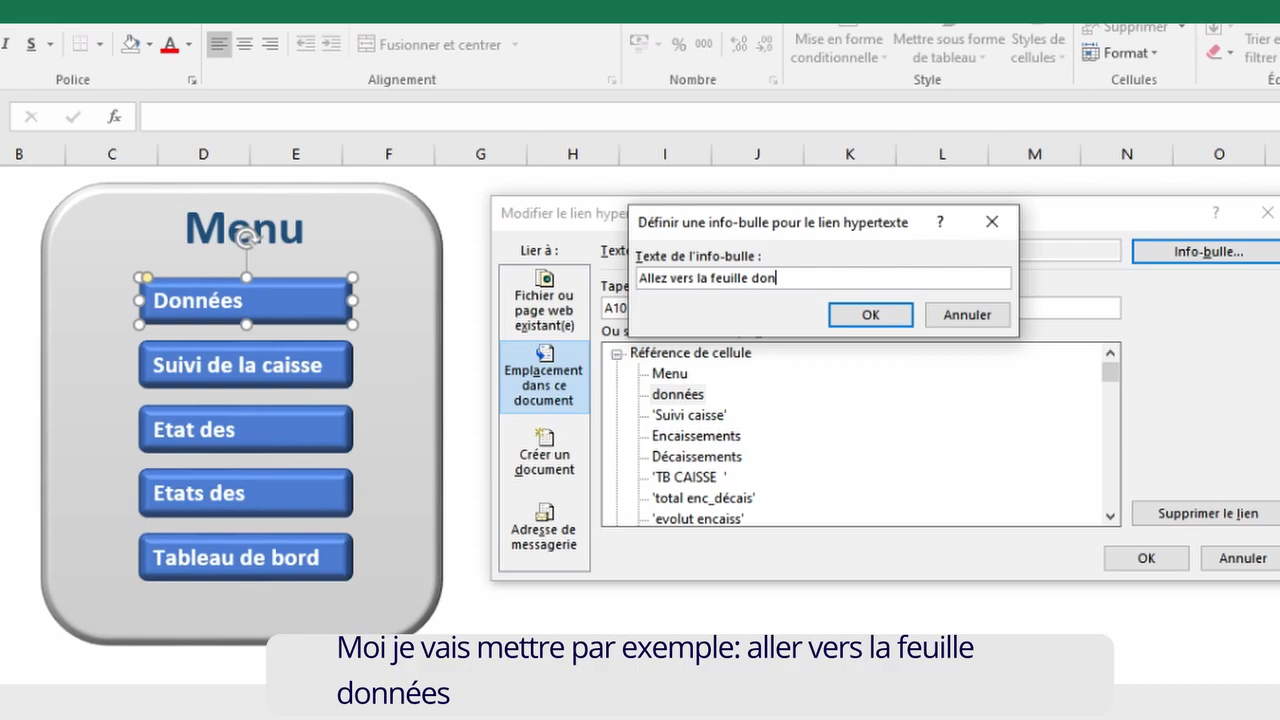 I S A
Fusionner et centrer
% 000
Mise en forme conditionnelle
Mettre sous forme de tableau
Styles de cellules
Supprimer
Format
Trier e
filtrer
Police
Alignement
Nombre
Style
Cellules
Éc
fx
B C D E F G H I J K L M N O
Menu
Données
Suivi de la caisse
Etat des
Etats des
Tableau de bord
Modifier le lien hyper
?
Lier à :
Texte
Info-bulle...
Définir une info-bulle pour le lien hypertexte ?
Texte de l'info-bulle :
Allez vers la feuille don
OK Annuler
Fichier ou
page web
existant(e)
Emplacement
dans ce
document
Créer un
document
Adresse de
messagerie
Tape
A10
Ou s
Référence de cellule
Menu
données
'Suivi caisse'
Encaissements
Décaissements
'TB CAISSE '
'total enc_décais'
'evolut encaiss'
Supprimer le lien
OK Annuler
Moi je vais mettre par exemple: aller vers la feuille
données